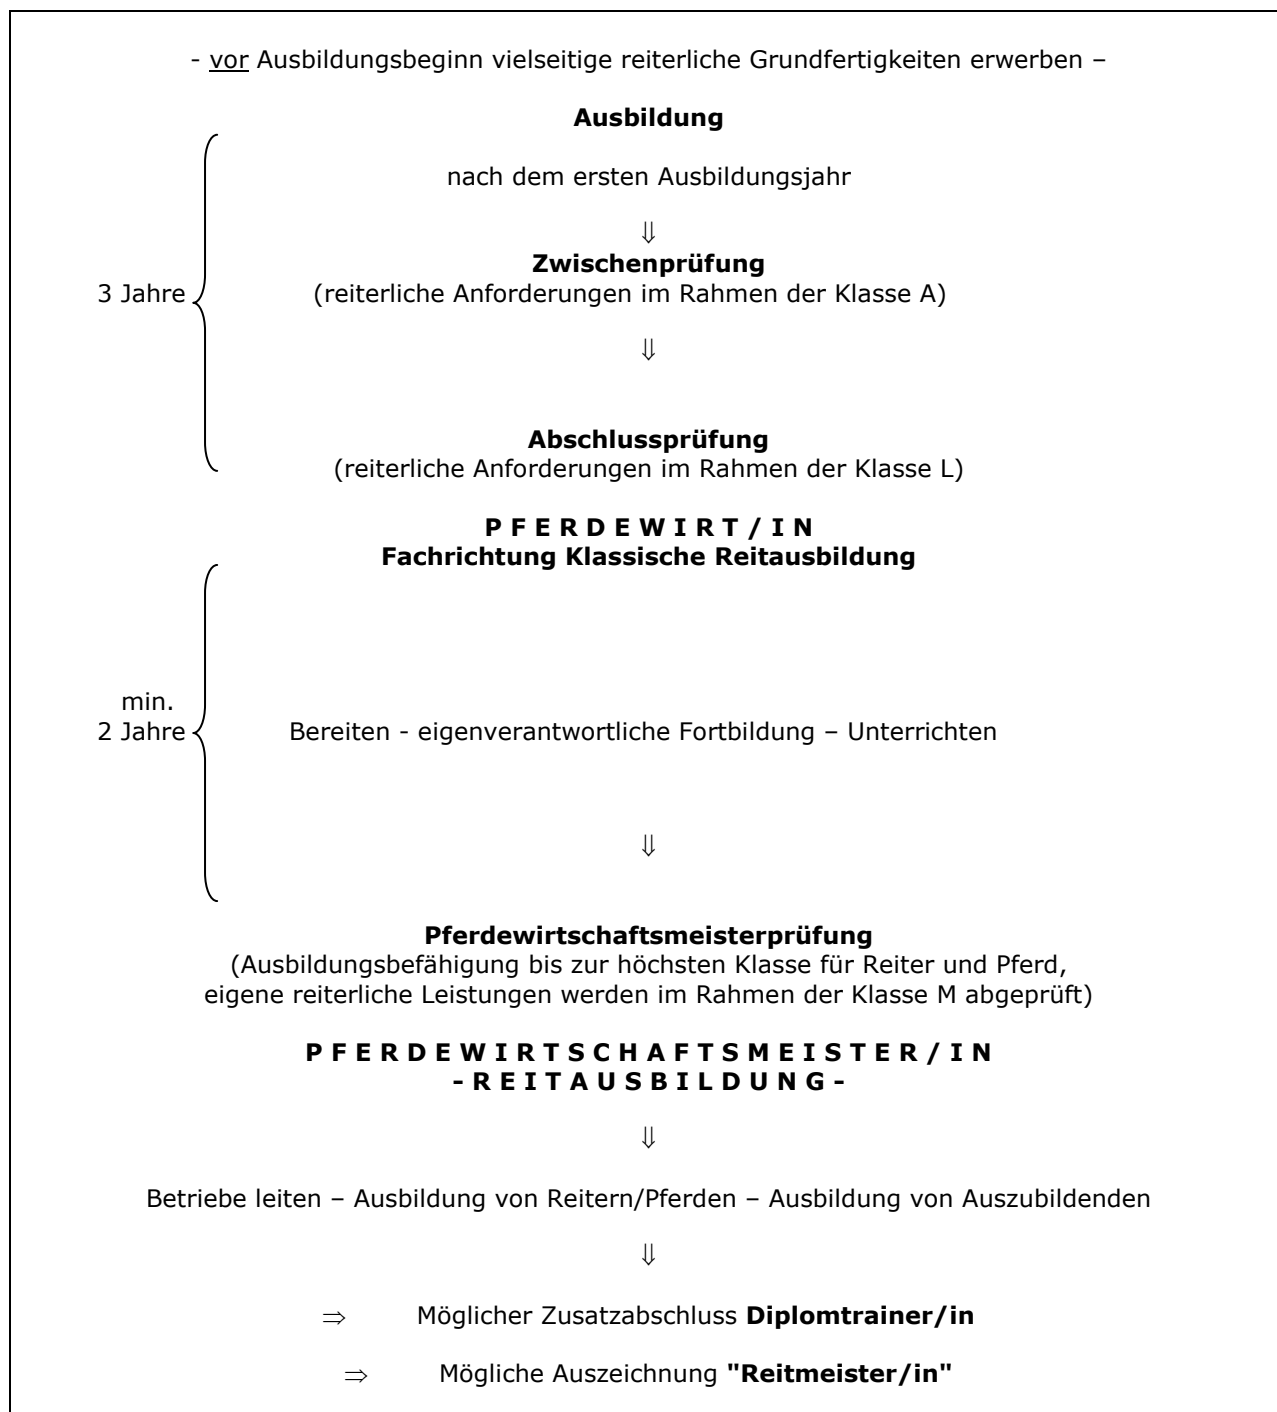 - vor Ausbildungsbeginn vielseitige reiterliche Grundfertigkeiten erwerben –
Ausbildung
nach dem ersten Ausbildungsjahr
⇓
Zwischenprüfung
3 Jahre (reiterliche Anforderungen im Rahmen der Klasse A)
⇓
Abschlussprüfung
(reiterliche Anforderungen im Rahmen der Klasse L)
P F E R D E W I R T / I N
Fachrichtung Klassische Reitausbildung
min.
2 Jahre Bereiten - eigenverantwortliche Fortbildung – Unterrichten
⇓
Pferdewirtschaftsmeisterprüfung
(Ausbildungsbefähigung bis zur höchsten Klasse für Reiter und Pferd,
eigene reiterliche Leistungen werden im Rahmen der Klasse M abgeprüft)
P F E R D E W I R T S C H A F T S M E I S T E R / I N
- R E I T A U S B I L D U N G -
⇓
Betriebe leiten – Ausbildung von Reitern/Pferden – Ausbildung von Auszubildenden
⇓
⇒ Möglicher Zusatzabschluss Diplomtrainer/in
⇒ Mögliche Auszeichnung "Reitmeister/in"